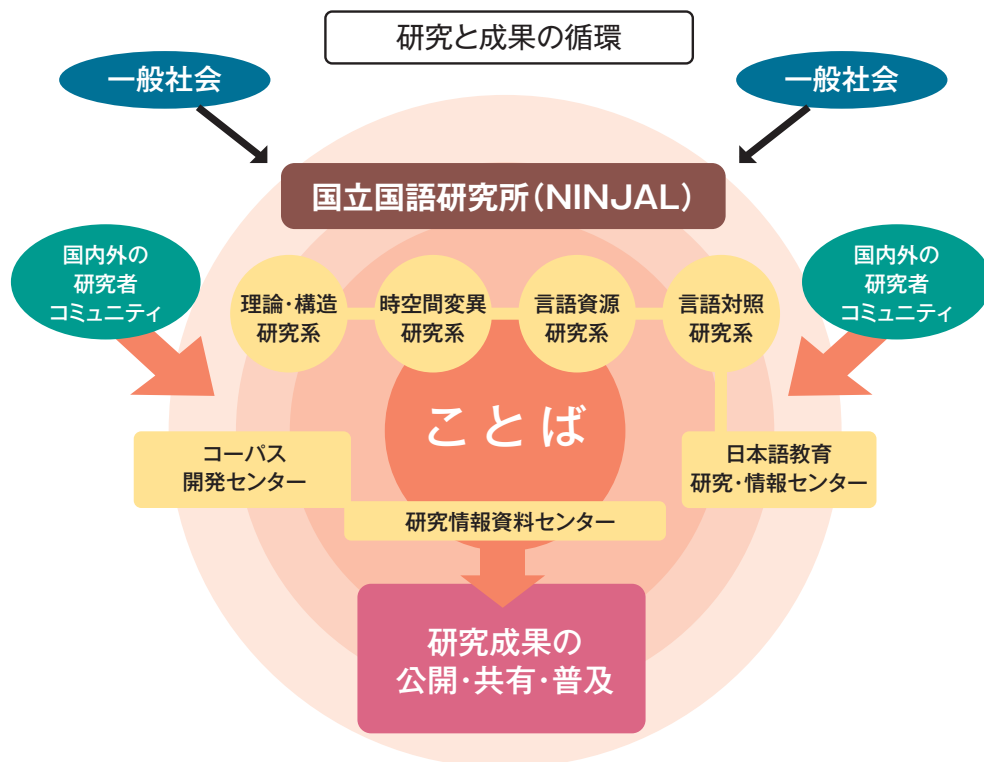 研究と成果の循環
一般社会
一般社会
国立国語研究所(NINJAL)
国内外の
研究者
コミュニティ
国内外の
研究者
コミュニティ
理論・構造
研究系
時空間変異
研究系
言語資源
研究系
言語対照
研究系
ことば
コーパス
開発センター
日本語教育
研究・情報センター
研究情報資料センター
研究成果の
公開・共有・普及